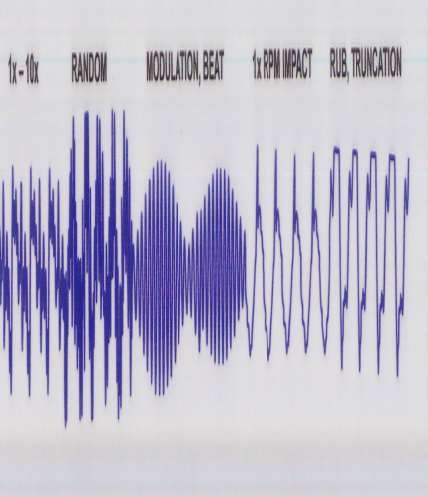 1x – 10x
RANDOM
MODULATION, BEAT
1x RPM IMPACT
RUB, TRUNCATION